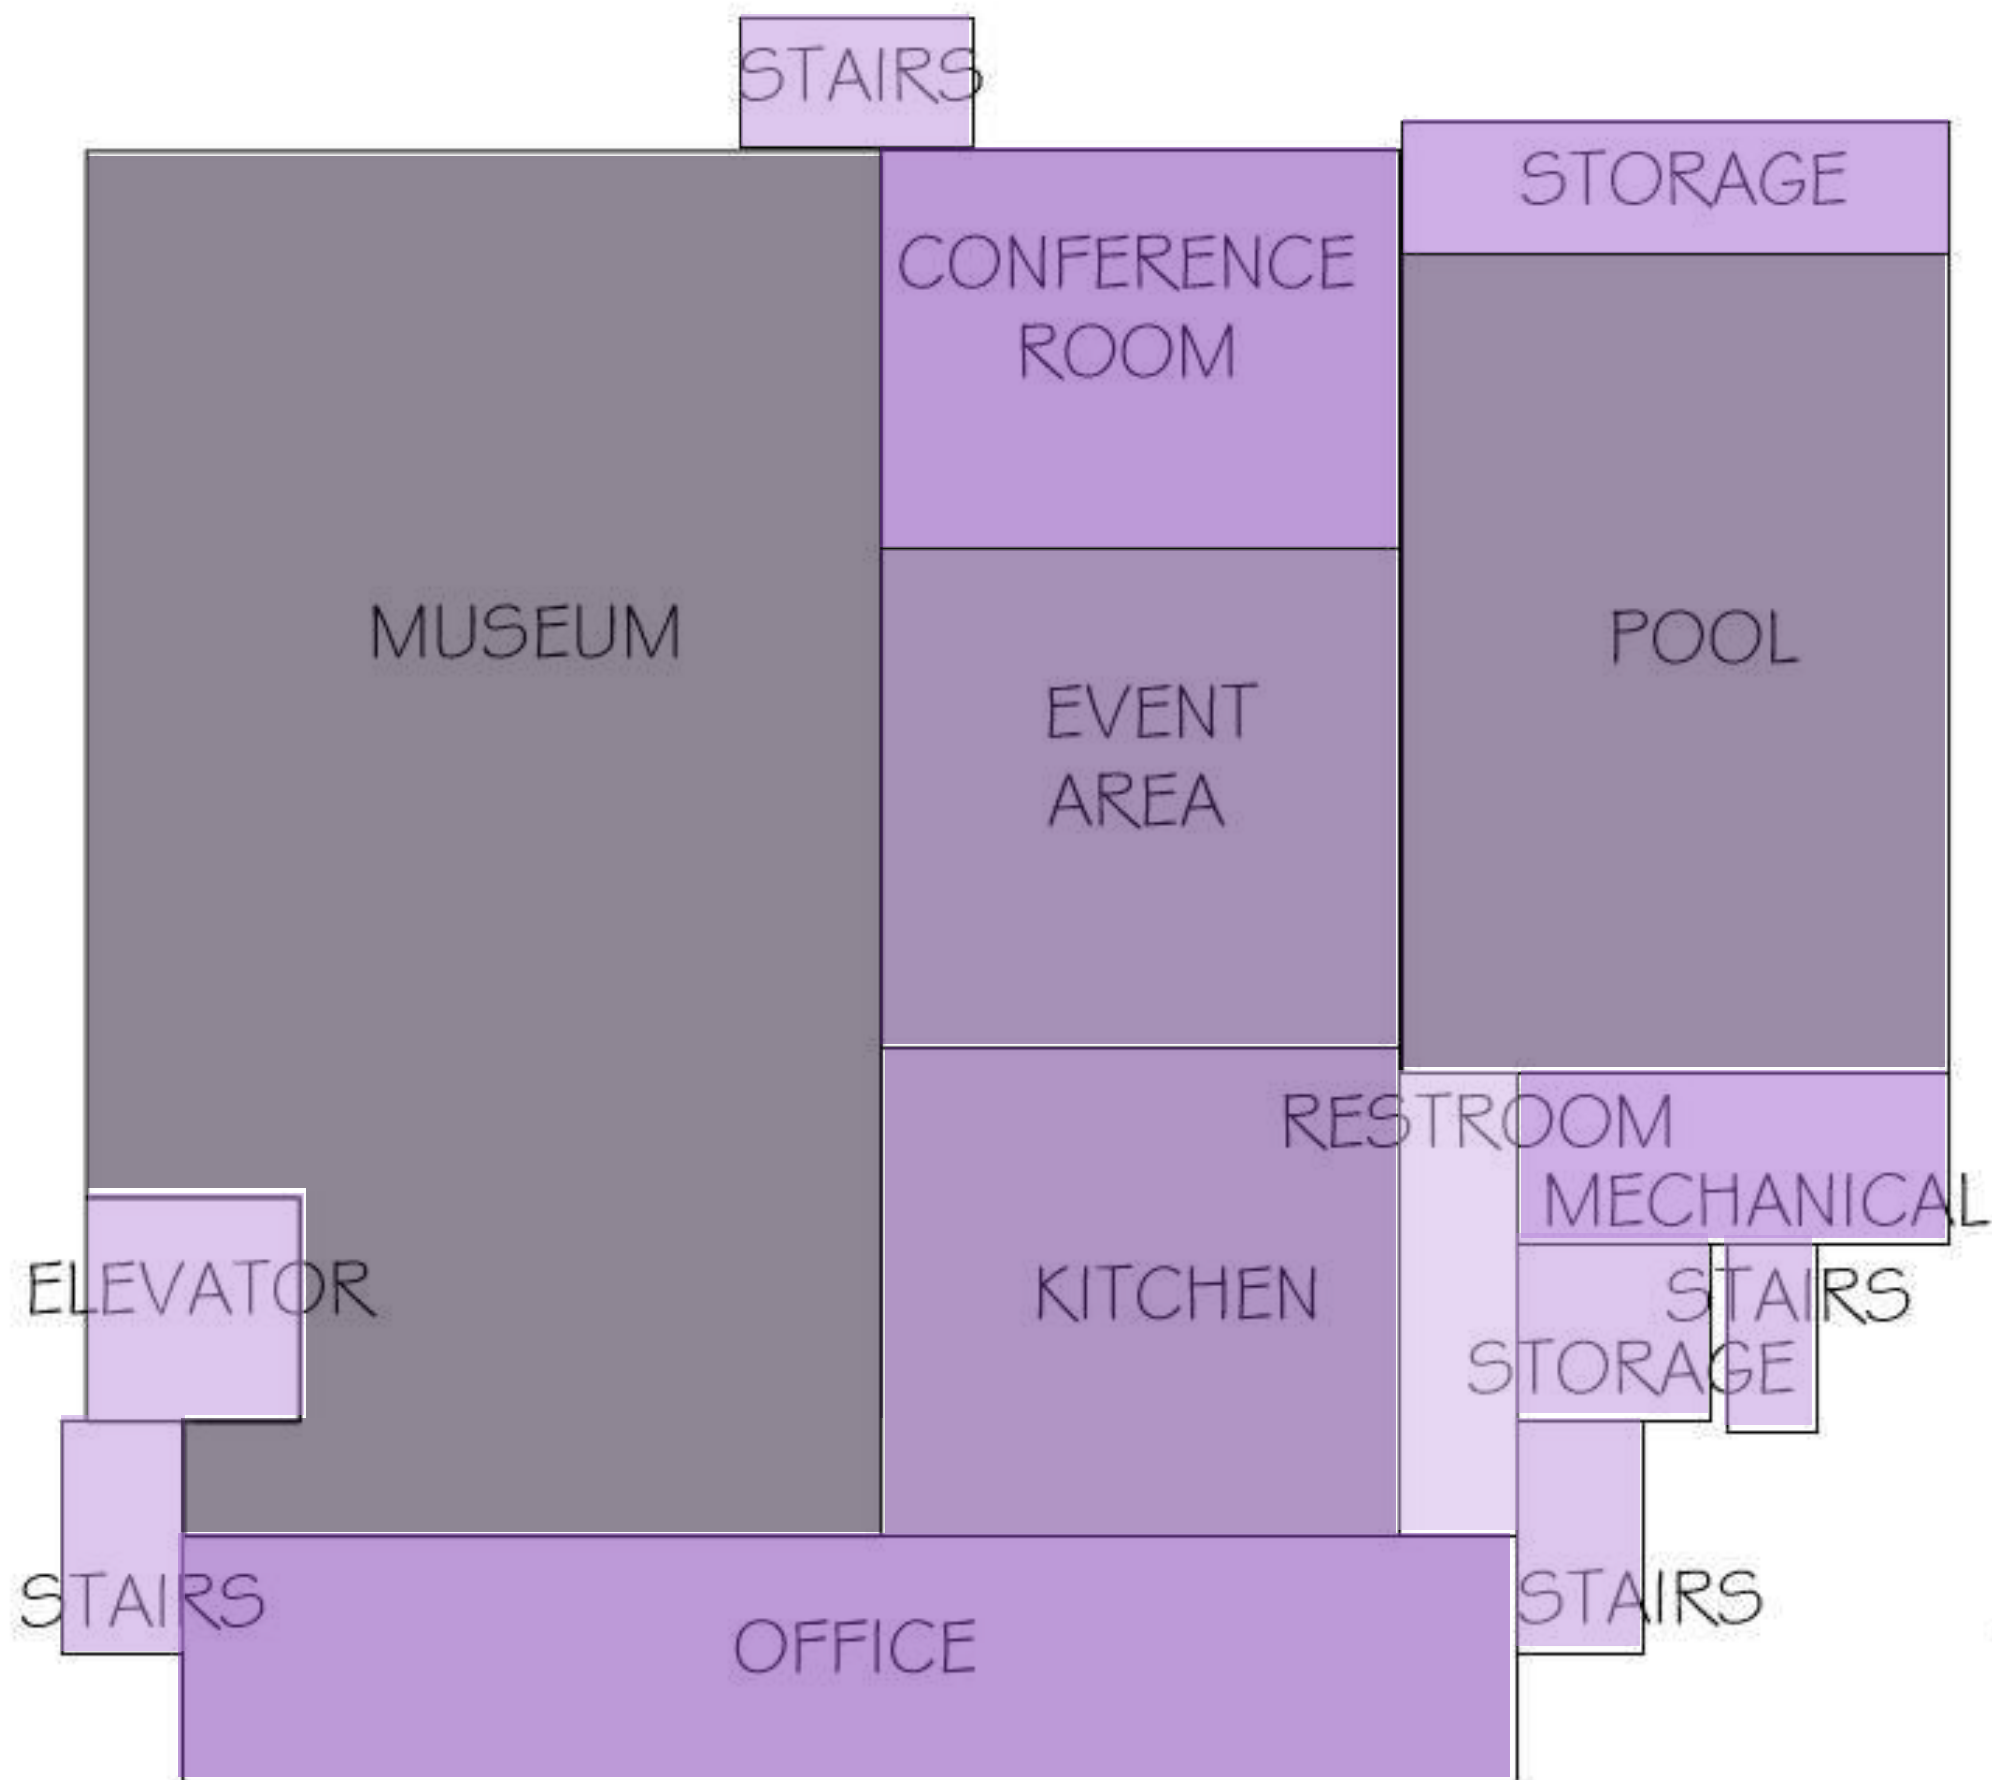 STAIRS
STORAGE
CONFERENCE
ROOM
MUSEUM
POOL
EVENT
AREA
RESTROOM
MECHANICAL
ELEVATOR
KITCHEN
STAIRS
STORAGE
STAIRS
STAIRS
OFFICE